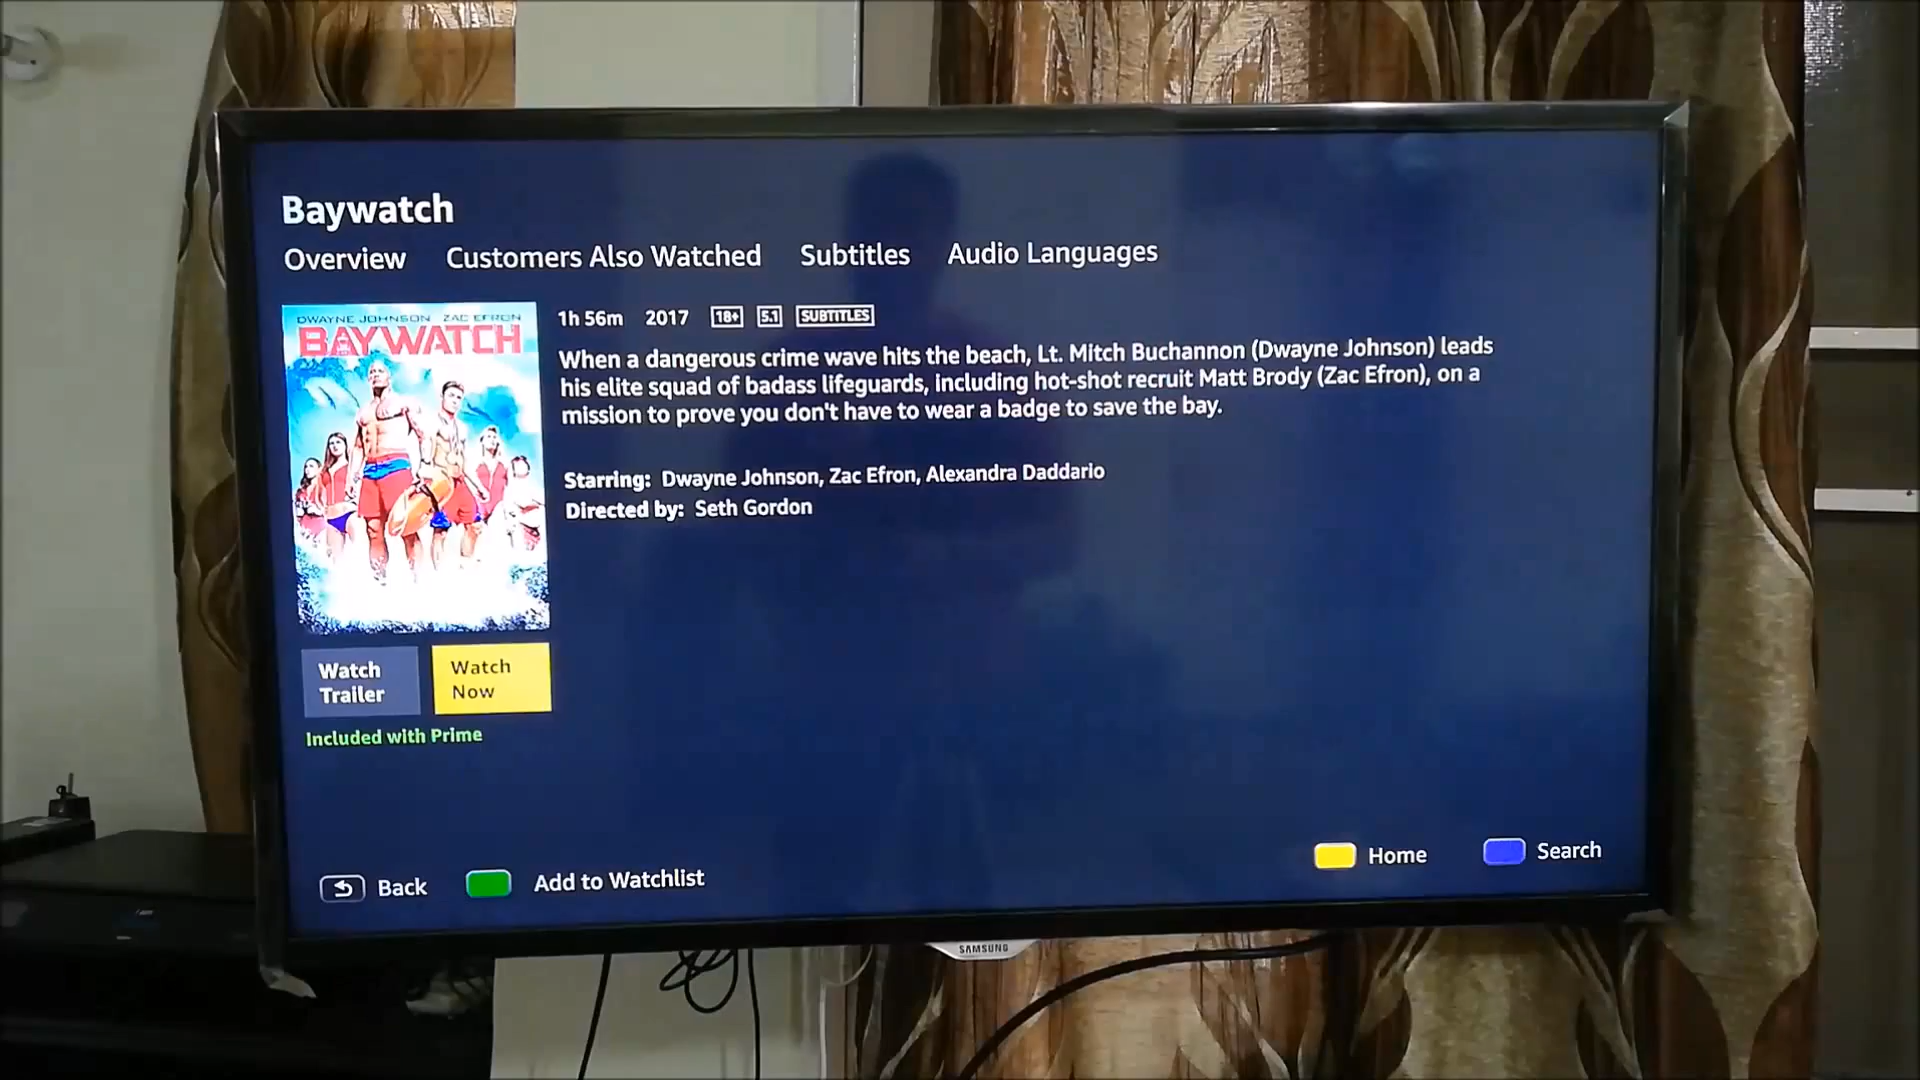 Baywatch
Overview Customers Also Watched Subtitles Audio Languages
DWAYNE JOHNSON ZAC EFRON
BAYWATCH
1h 56m 2017 18+ 5.1 SUBTITLES
When a dangerous crime wave hits the beach, Lt. Mitch Buchannon (Dwayne Johnson) leads
his elite squad of badass lifeguards, including hot-shot recruit Matt Brody (Zac Efron), on a
mission to prove you don't have to wear a badge to save the bay.
Starring: Dwayne Johnson, Zac Efron, Alexandra Daddario
Directed by: Seth Gordon
Watch
Trailer
Watch
Now
Included with Prime
Back Add to Watchlist Home Search
SAMSUNG